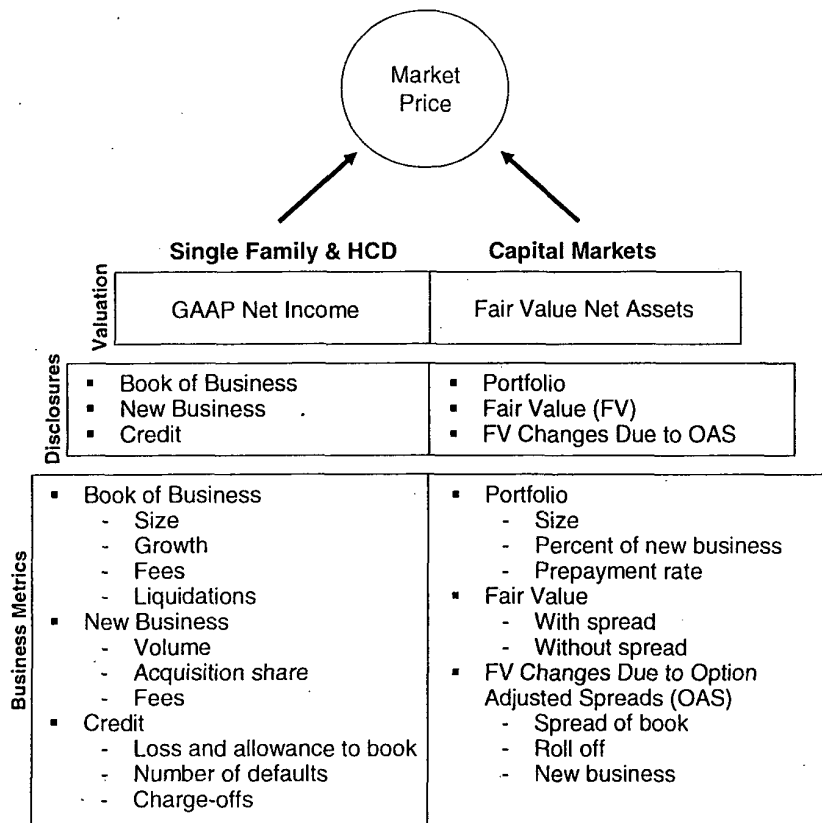 Market
Price
Single Family & HCD
Capital Markets
Valuation
GAAP Net Income
Fair Value Net Assets
Disclosures
▪ Book of Business
▪ New Business
▪ Credit
▪ Portfolio
▪ Fair Value (FV)
▪ FV Changes Due to OAS
Business Metrics
▪ Book of Business
- Size
- Growth
- Fees
- Liquidations
▪ New Business
- Volume
- Acquisition share
- Fees
▪ Credit
- Loss and allowance to book
- Number of defaults
- Charge-offs
▪ Portfolio
- Size
- Percent of new business
- Prepayment rate
▪ Fair Value
- With spread
- Without spread
▪ FV Changes Due to Option
Adjusted Spreads (OAS)
- Spread of book
- Roll off
- New business